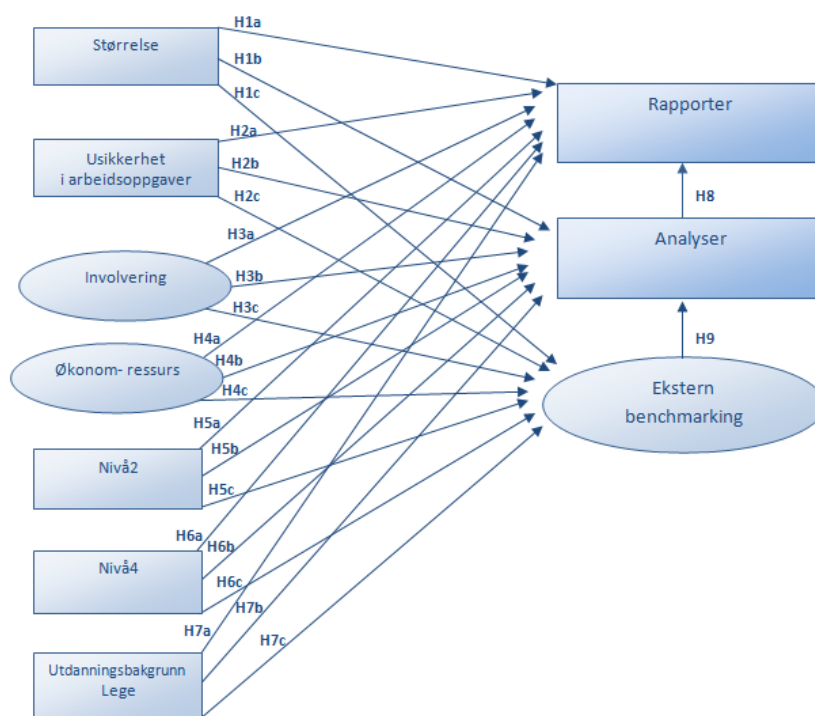 Størrelse
H1a
H1b
H1c
Rapporter
Usikkerhet
i arbeidsoppgaver
H2a
H2b
H2c
H8
Analyser
Involvering
H3a
H3b
H3c
H9
Økonom- ressurs
H4a
H4b
H4c
Ekstern
benchmarking
Nivå2
H5a
H5b
H5c
Nivå4
H6a
H6b
H6c
Utdanningsbakgrunn
Lege
H7a
H7b
H7c